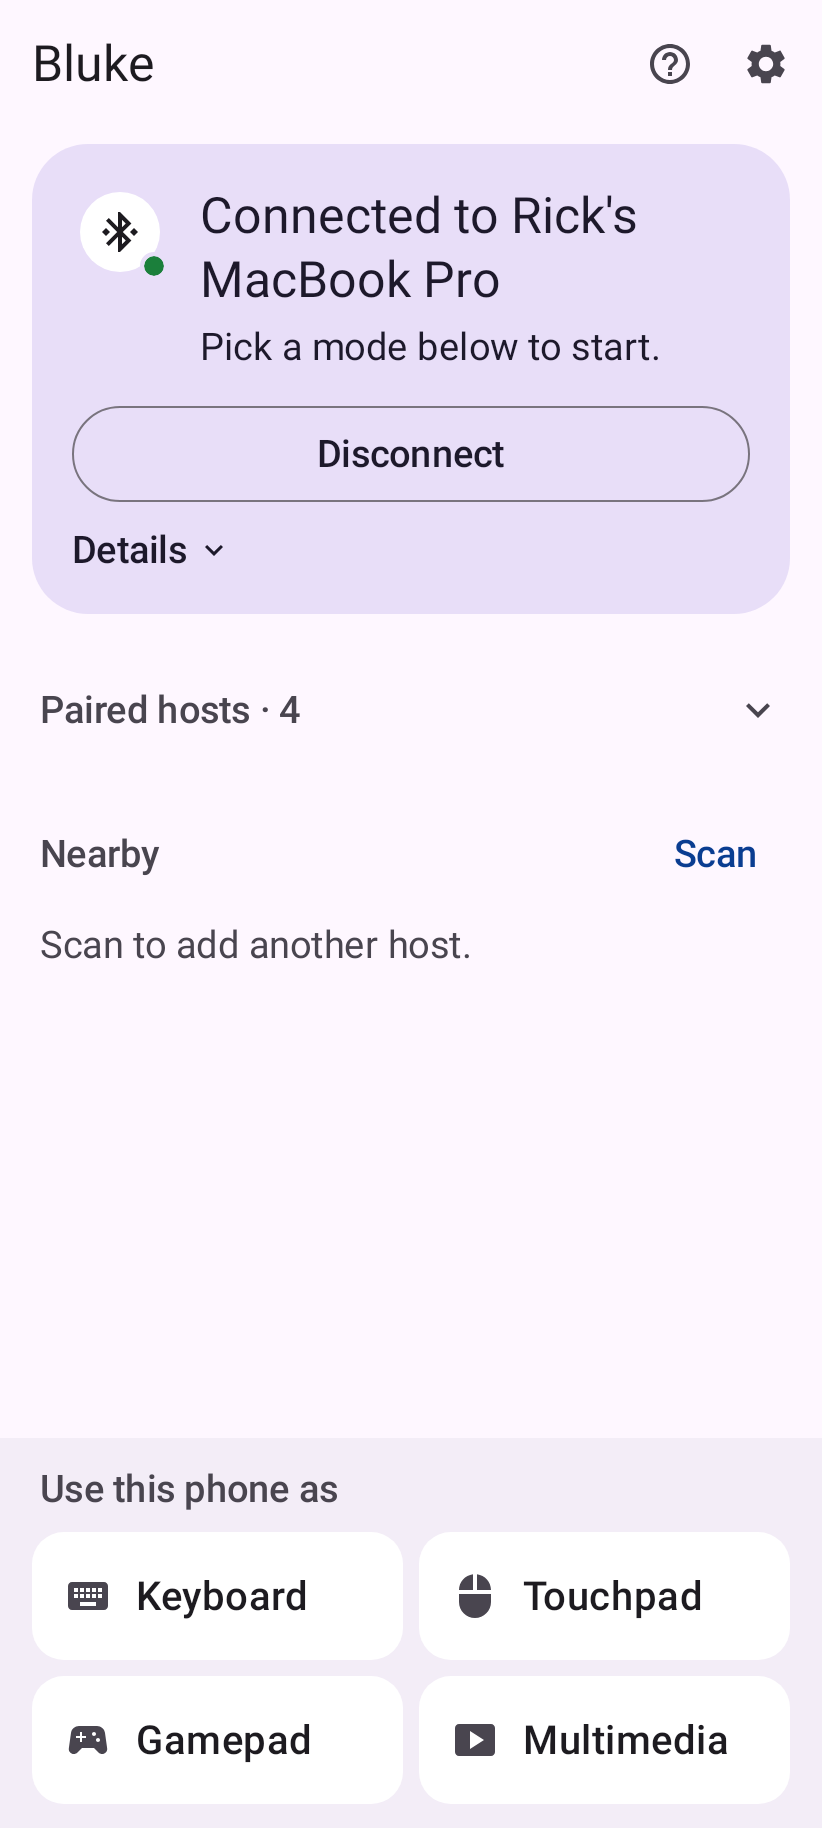 Bluke
Connected to Rick's
MacBook Pro
Pick a mode below to start.
Disconnect
Details
Paired hosts · 4
Nearby
Scan
Scan to add another host.
Use this phone as
Keyboard
Touchpad
Gamepad
Multimedia